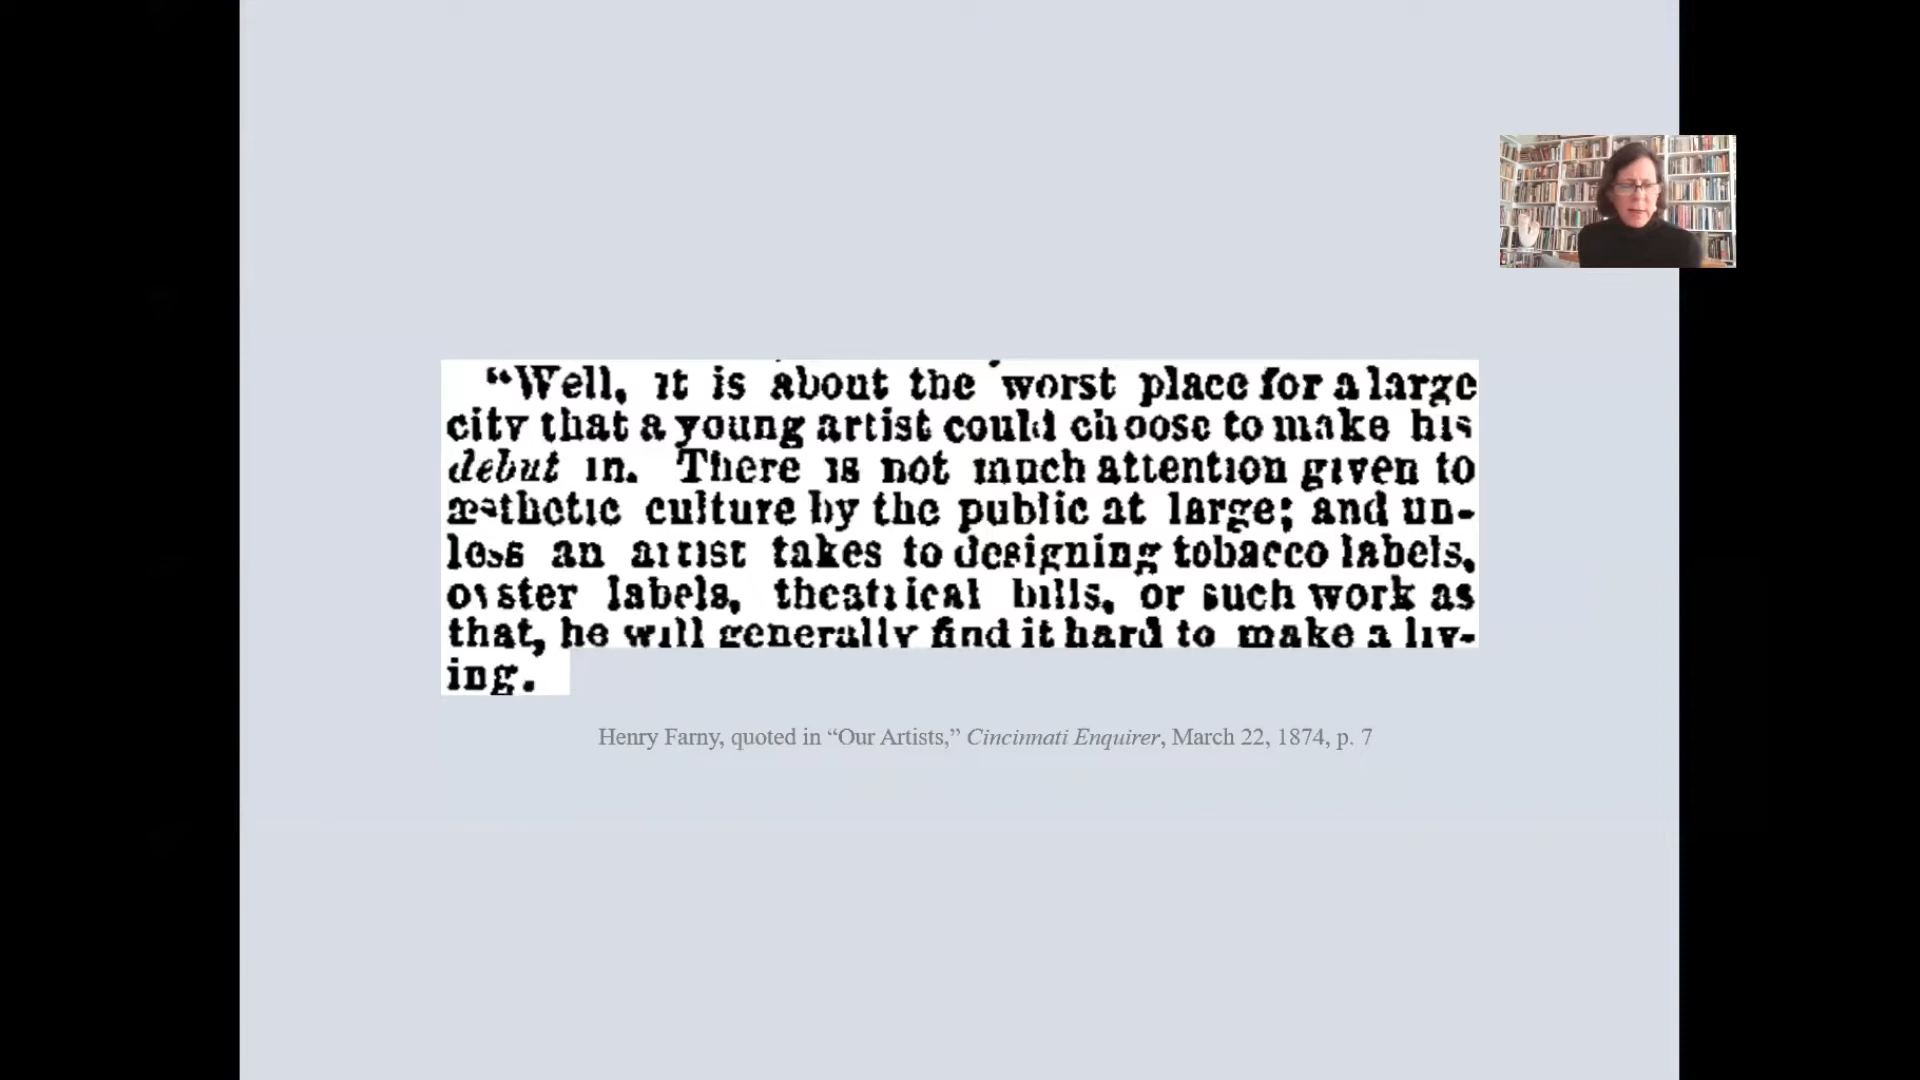 “Well, it is about the worst place for a large
city that a young artist could choose to make his
debut in. There is not much attention given to
æsthetic culture by the public at large; and un-
less an artist takes to designing tobacco labels,
oyster labels, theatrical bills, or such work as
that, he will generally find it hard to make a liv-
ing.
Henry Farny, quoted in “Our Artists,” Cincinnati Enquirer, March 22, 1874, p. 7